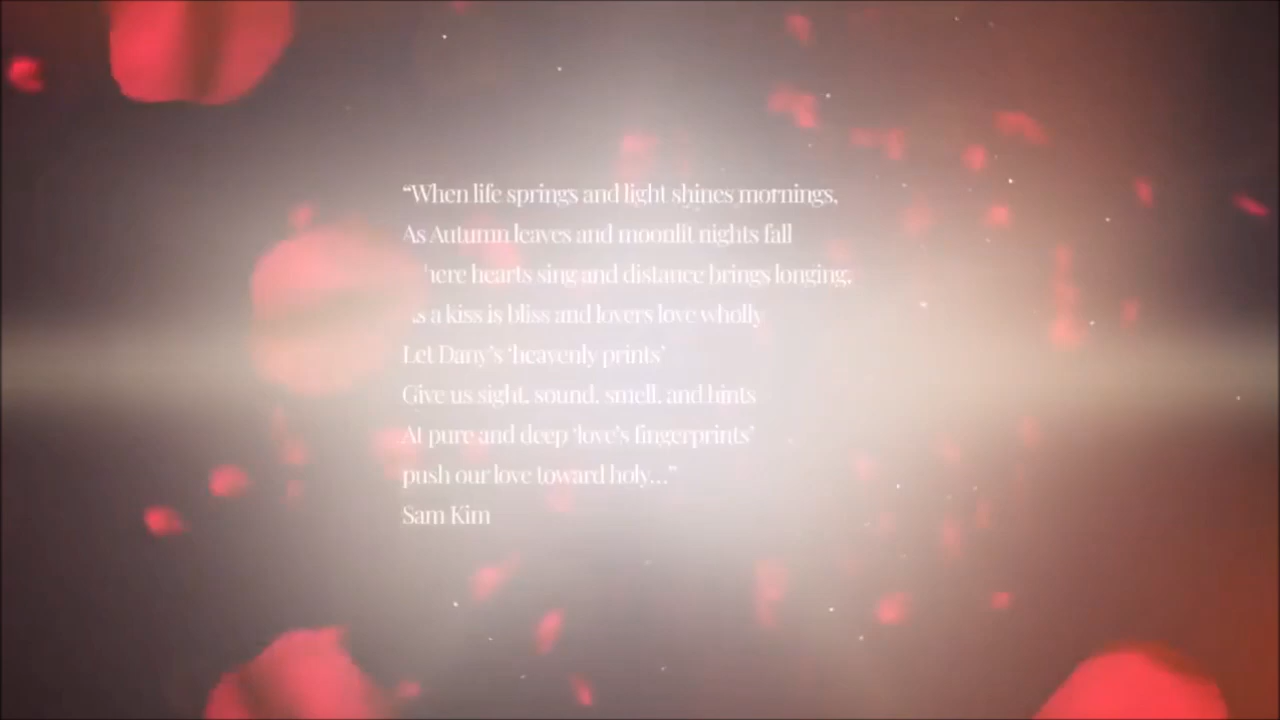 “When life springs and light shines mornings,
As Autumn leaves and moonlit nights fall
hearts sing and distance brings longing,
a kiss is bliss and lovers love wholly
Let Dany’s ‘heavenly prints’
Give us sight, sound, smell, and hints
At pure and deep ‘love’s fingerprints’
push our love toward holy...”
Sam Kim